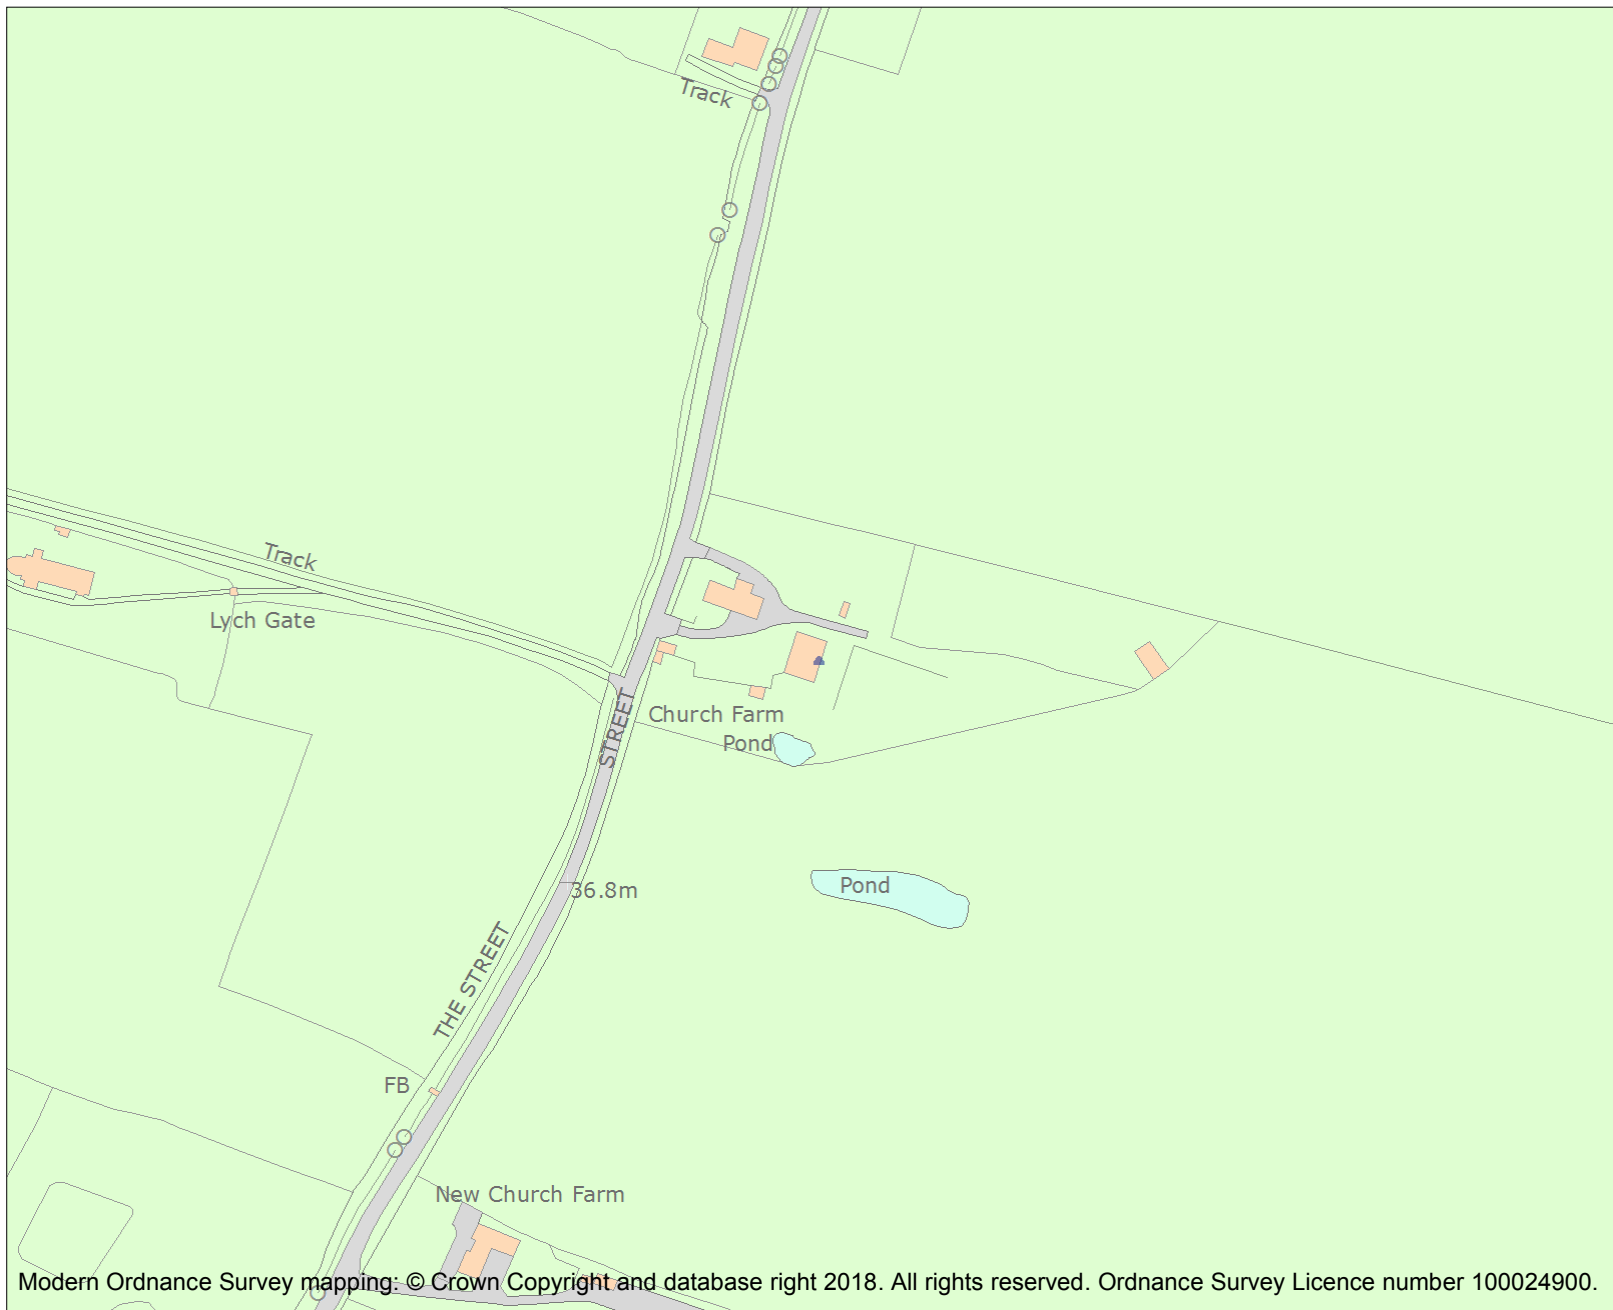 Track
Track
Lych Gate
STREET
Church Farm
Pond
Pond
36.8m
THE STREET
FB
New Church Farm
Modern Ordnance Survey mapping: © Crown Copyright and database right 2018. All rights reserved. Ordnance Survey Licence number 100024900.